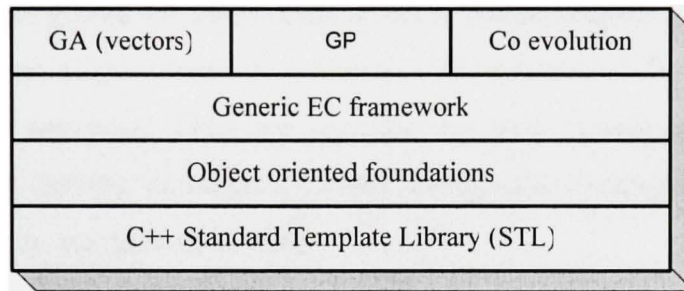 GA (vectors) GP Co evolution
Generic EC framework
Object oriented foundations
C++ Standard Template Library (STL)